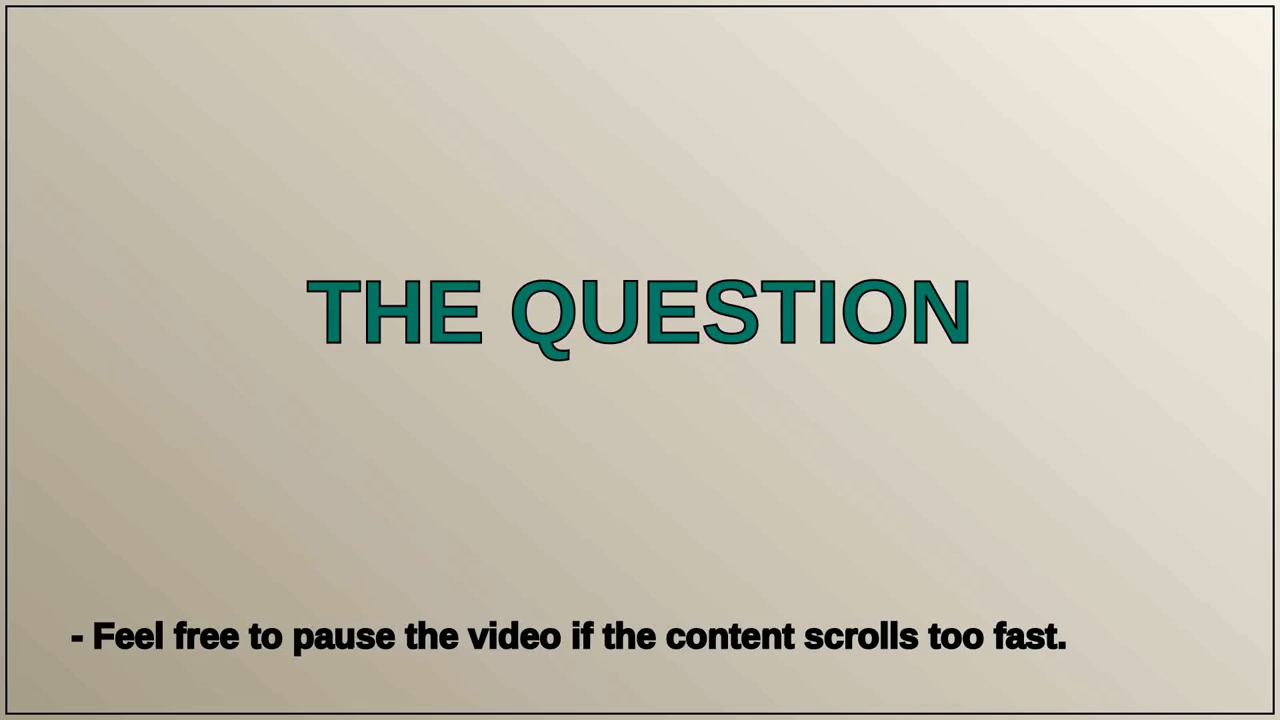 THE QUESTION
- Feel free to pause the video if the content scrolls too fast.